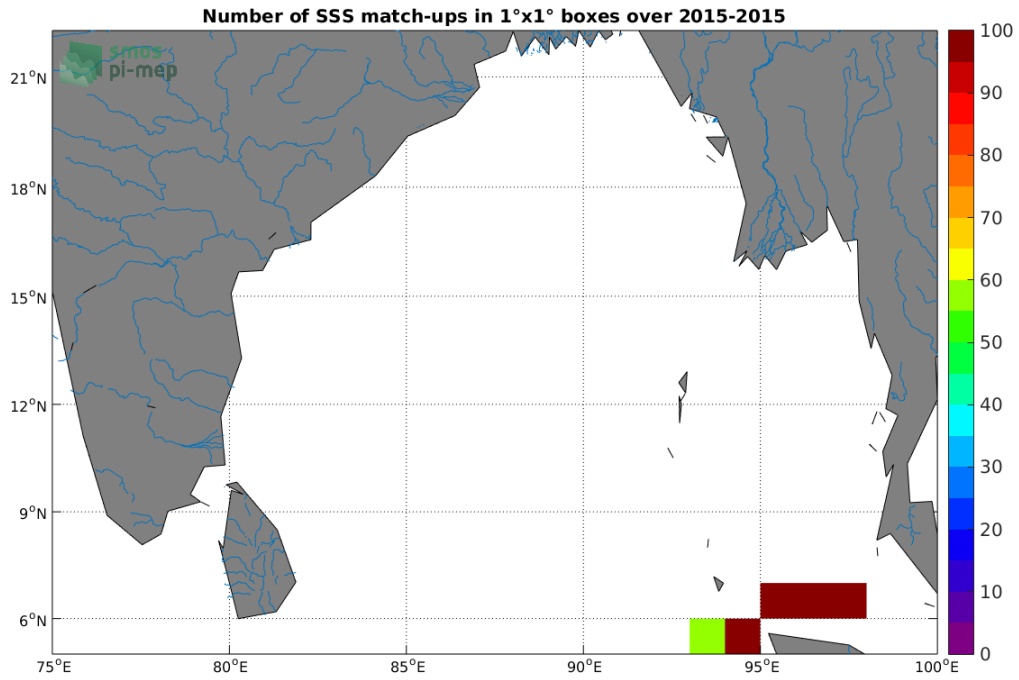 Number of SSS match-ups in 1°x1° boxes over 2015-2015
smos
pi-mep
21°N
18°N
15°N
12°N
9°N
6°N
75°E
80°E
85°E
90°E
95°E
100°E
100
90
80
70
60
50
40
30
20
10
0